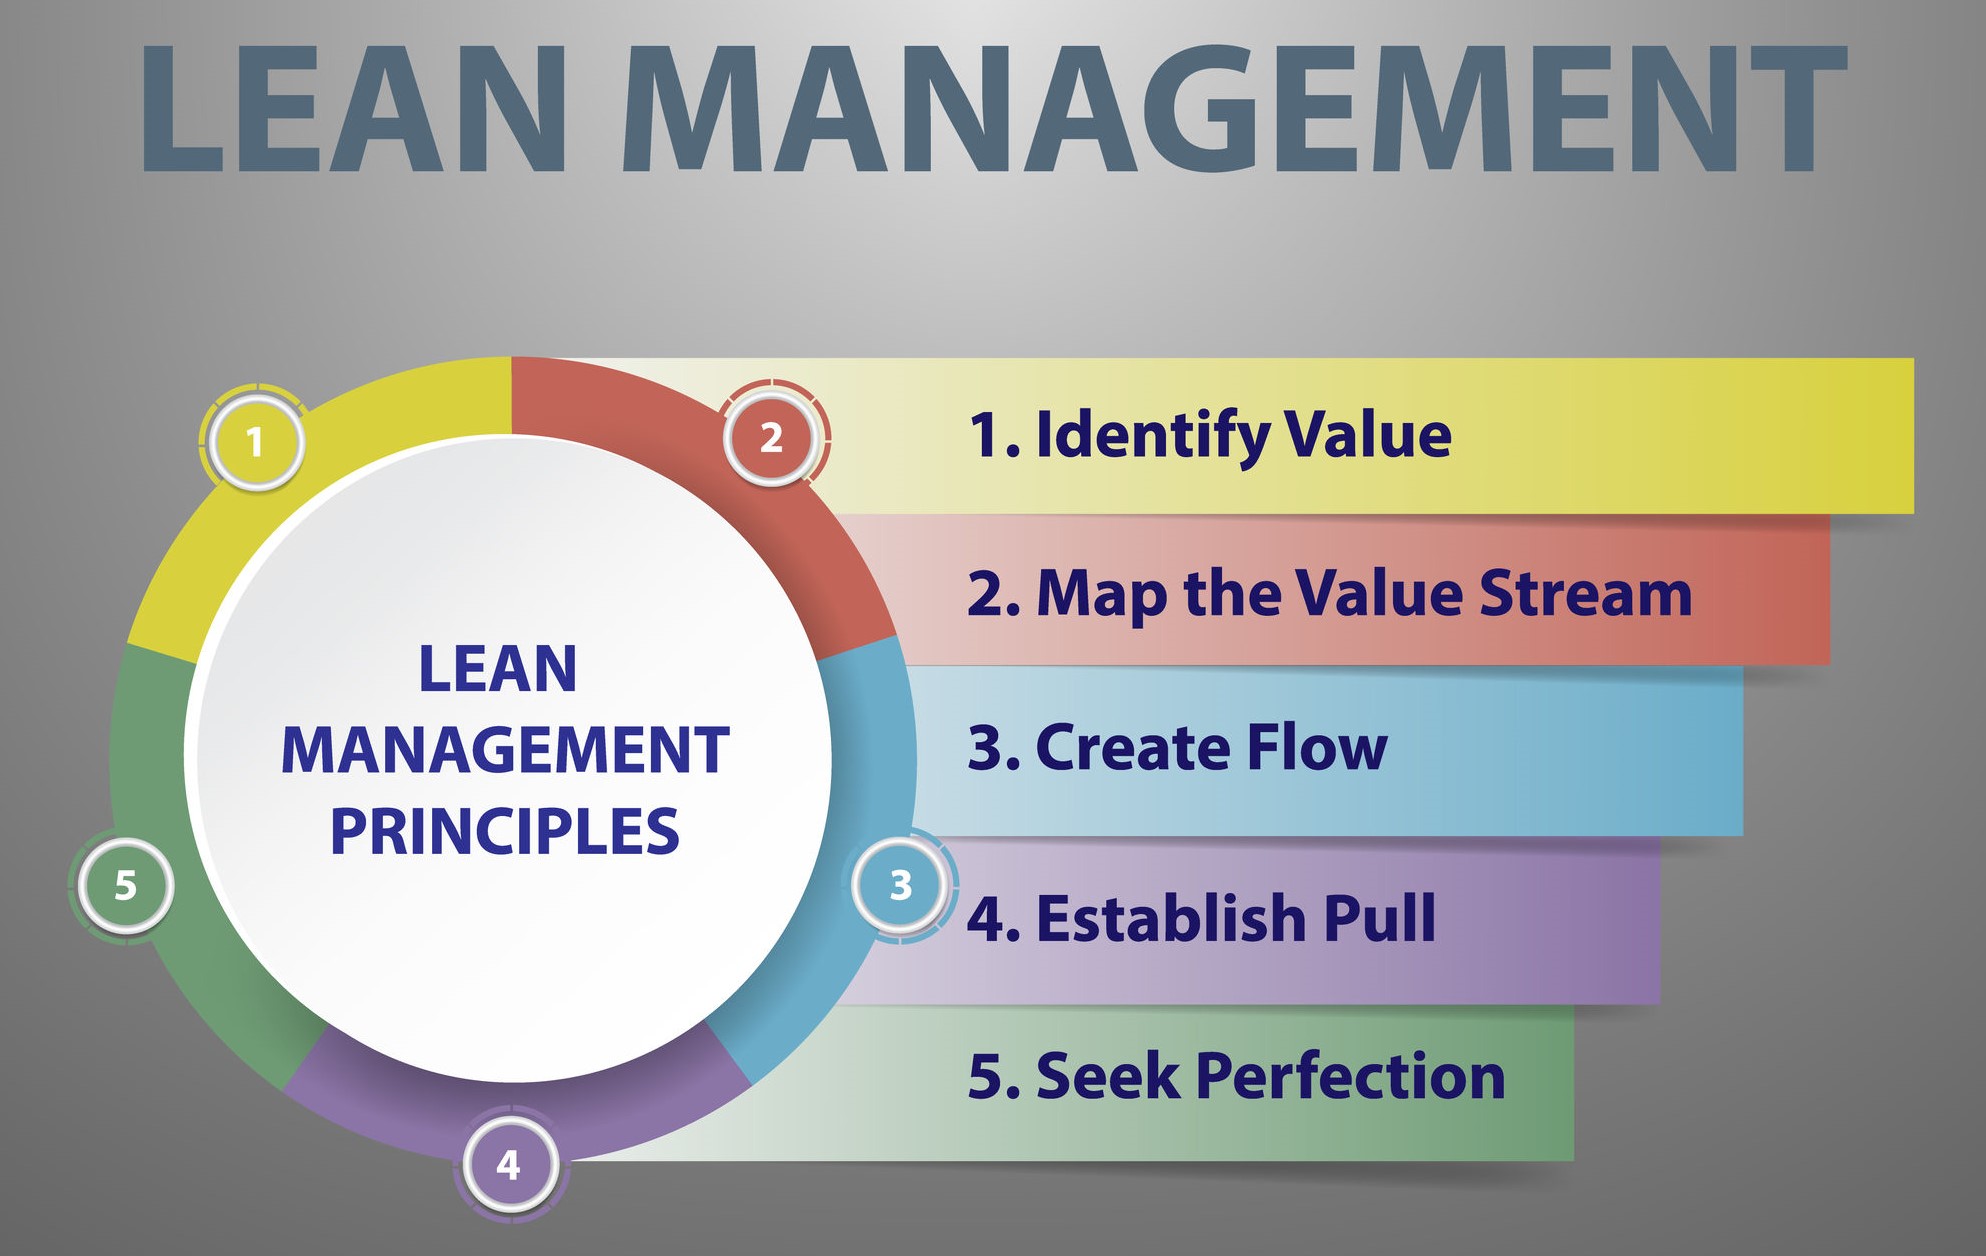 LEAN MANAGEMENT
1
2
1. Identify Value
2. Map the Value Stream
LEAN
MANAGEMENT
PRINCIPLES
3. Create Flow
5
3
4. Establish Pull
5. Seek Perfection
4